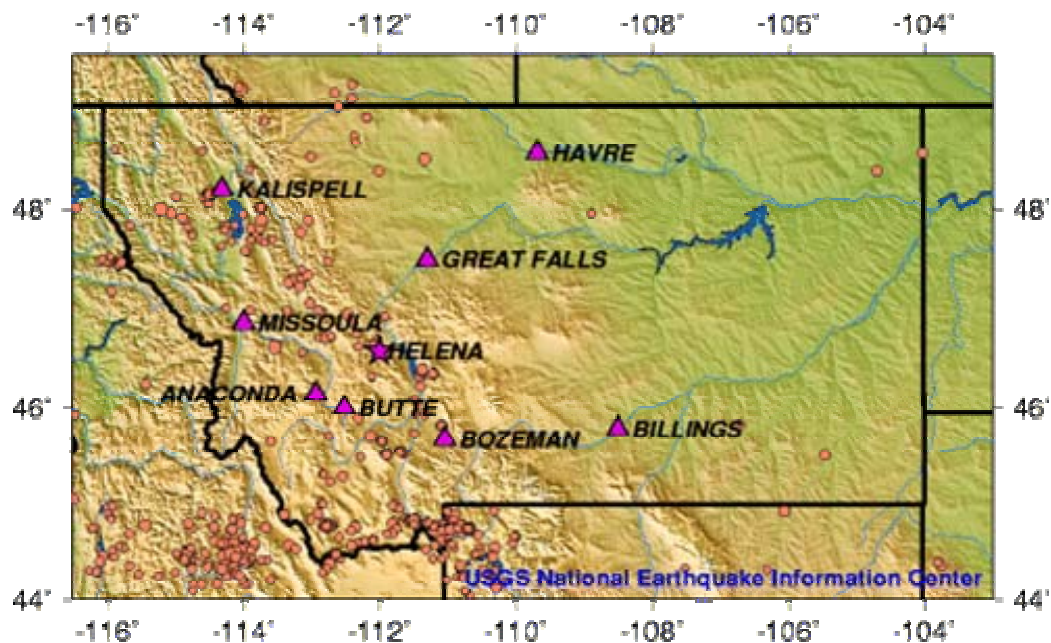 -116° -114° -112° -110° -108° -106° -104°
HAVRE
KALISPELL
48° 48°
GREAT FALLS
MISSOULA
HELENA
ANACONDA
46° 46°
BUTTE
BOZEMAN
BILLINGS
USGS National Earthquake Information Center
44° 44°
-116° -114° -112° -110° -108° -106° -104°